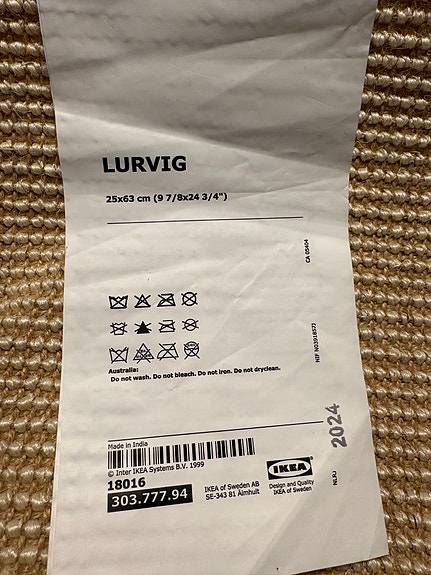 LURVIG
25x63 cm (9 7/8x24 3/4")
CA 05404
NIF N0391857J
Australia:
Do not wash. Do not bleach. Do not iron. Do not dryclean.
2024
NLRJ
Made in India
© Inter IKEA Systems B.V. 1999
18016
303.777.94
IKEA of Sweden AB
SE-343 81 Älmhult
IKEA
Design and Quality
IKEA of Sweden